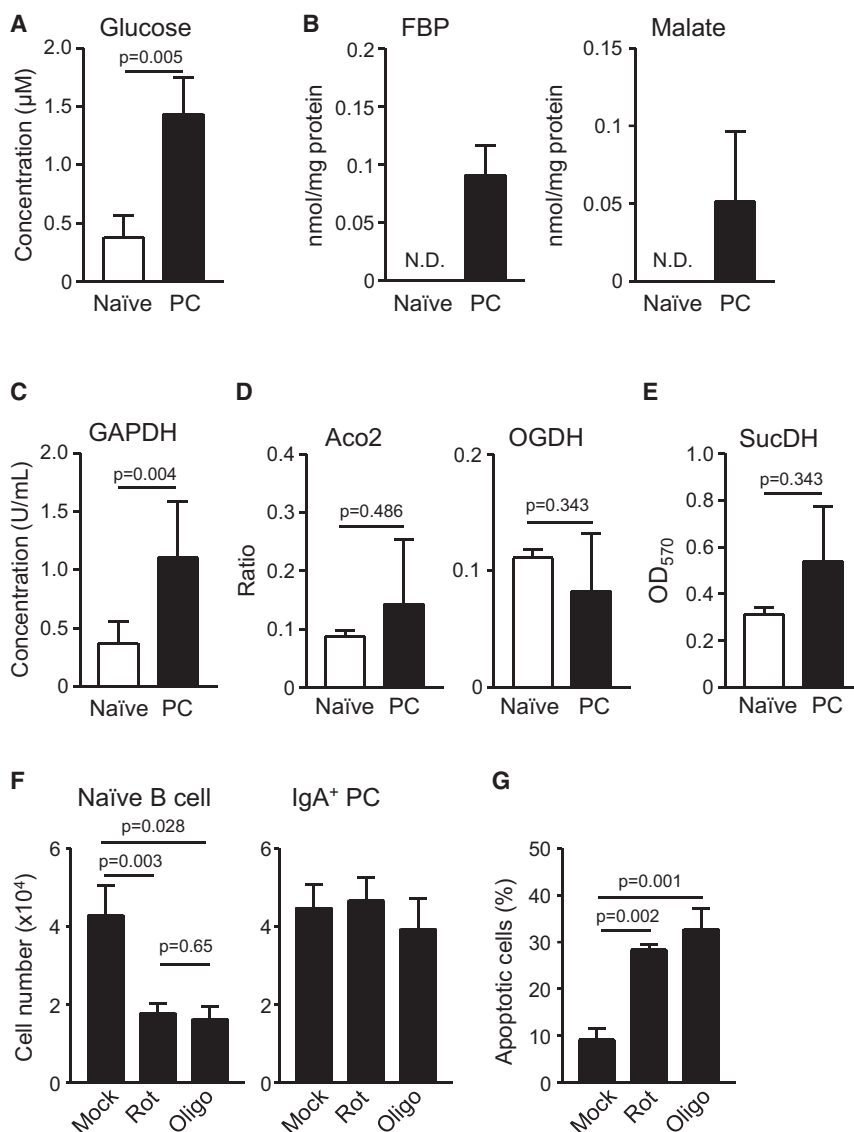 A
Glucose
Concentration (μM)
2.0
1.5
1.0
0.5
0
p=0.005
Naïve PC
B
FBP
nmol/mg protein
0.2
0.15
0.1
0.05
0
N.D.
Naïve PC
Malate
nmol/mg protein
0.15
0.1
0.05
0
N.D.
Naïve PC
C
GAPDH
Concentration (U/mL)
2.0
1.5
1.0
0.5
0
p=0.004
Naïve PC
D
Aco2
Ratio
0.4
0.3
0.2
0.1
0
p=0.486
Naïve PC
OGDH
0.2
0.1
0
p=0.343
Naïve PC
E
SucDH
OD570
1.0
0.8
0.6
0.4
0.2
0
p=0.343
Naïve PC
F
Naïve B cell
Cell number (x10⁴)
6
4
2
0
p=0.028
p=0.003
p=0.65
Mock Rot Oligo
IgA⁺ PC
6
4
2
0
Mock Rot Oligo
G
Apoptotic cells (%)
50
40
30
20
10
0
p=0.001
p=0.002
Mock Rot Oligo